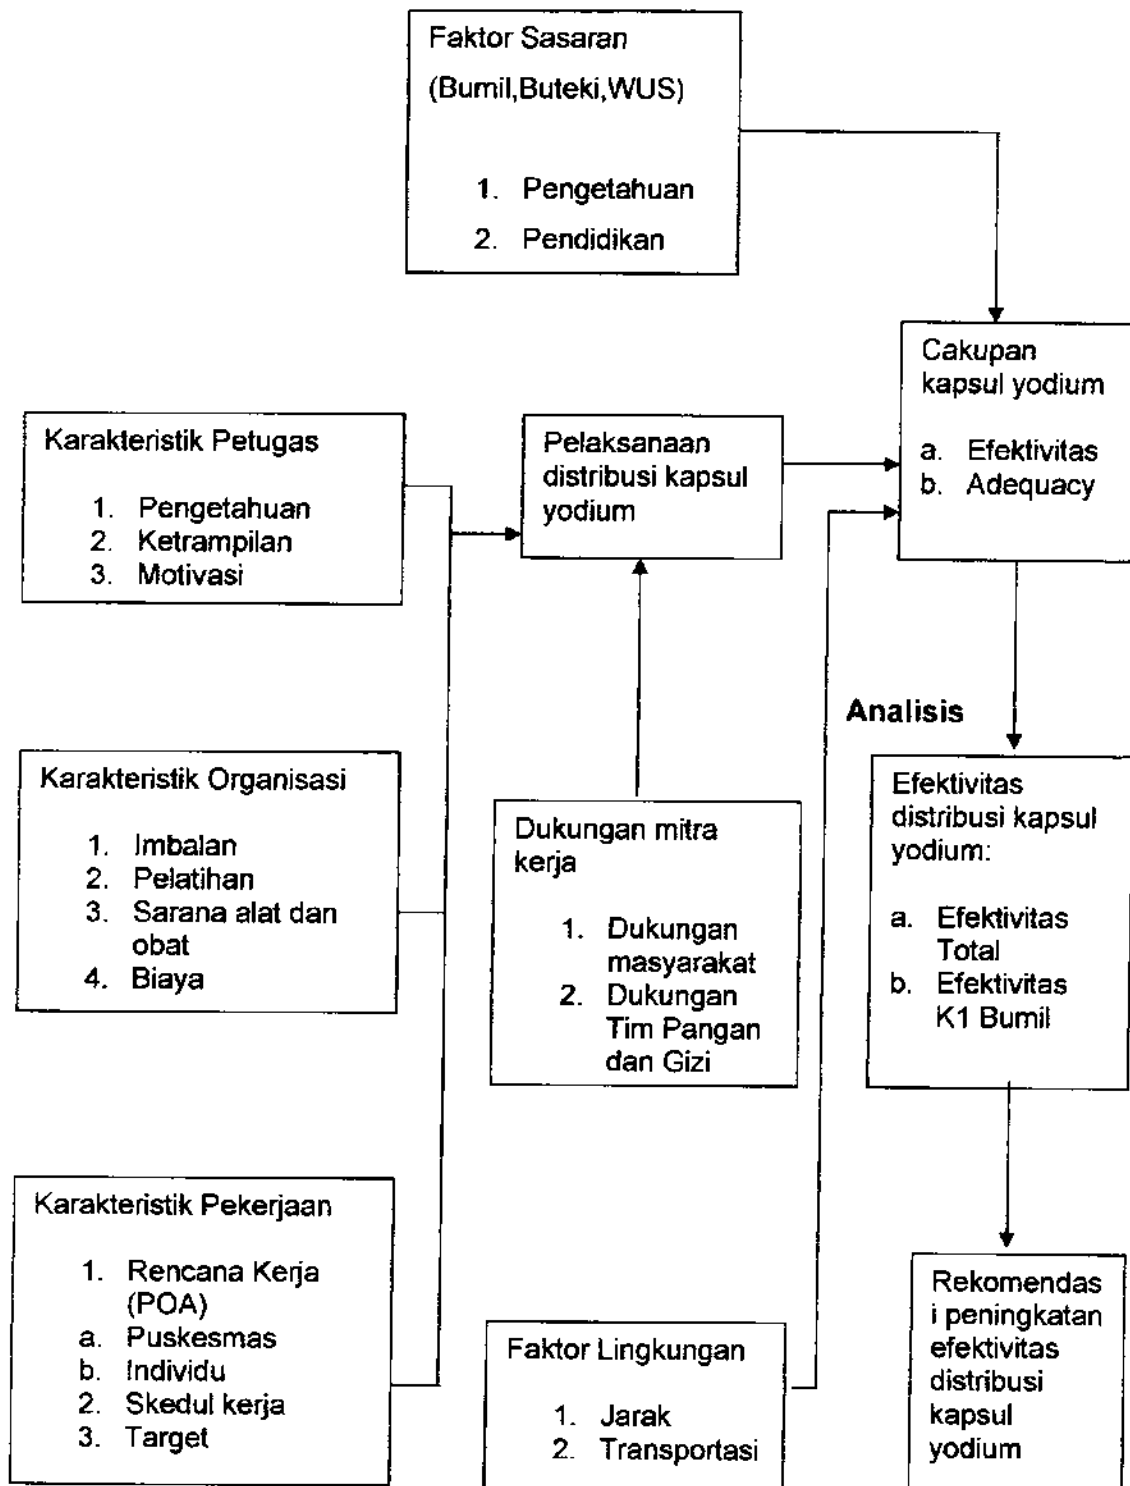 Faktor Sasaran
(Bumil,Buteki,WUS)
1. Pengetahuan
2. Pendidikan
Cakupan
kapsul yodium
a. Efektivitas
b. Adequacy
Karakteristik Petugas
1. Pengetahuan
2. Ketrampilan
3. Motivasi
Pelaksanaan
distribusi kapsul
yodium
Analisis
Karakteristik Organisasi
1. Imbalan
2. Pelatihan
3. Sarana alat dan
obat
4. Biaya
Dukungan mitra
kerja
1. Dukungan
masyarakat
2. Dukungan
Tim Pangan
dan Gizi
Efektivitas
distribusi kapsul
yodium:
a. Efektivitas
Total
b. Efektivitas
K1 Bumil
Karakteristik Pekerjaan
1. Rencana Kerja
(POA)
a. Puskesmas
b. Individu
2. Skedul kerja
3. Target
Faktor Lingkungan
1. Jarak
2. Transportasi
Rekomendas
i peningkatan
efektivitas
distribusi
kapsul
yodium